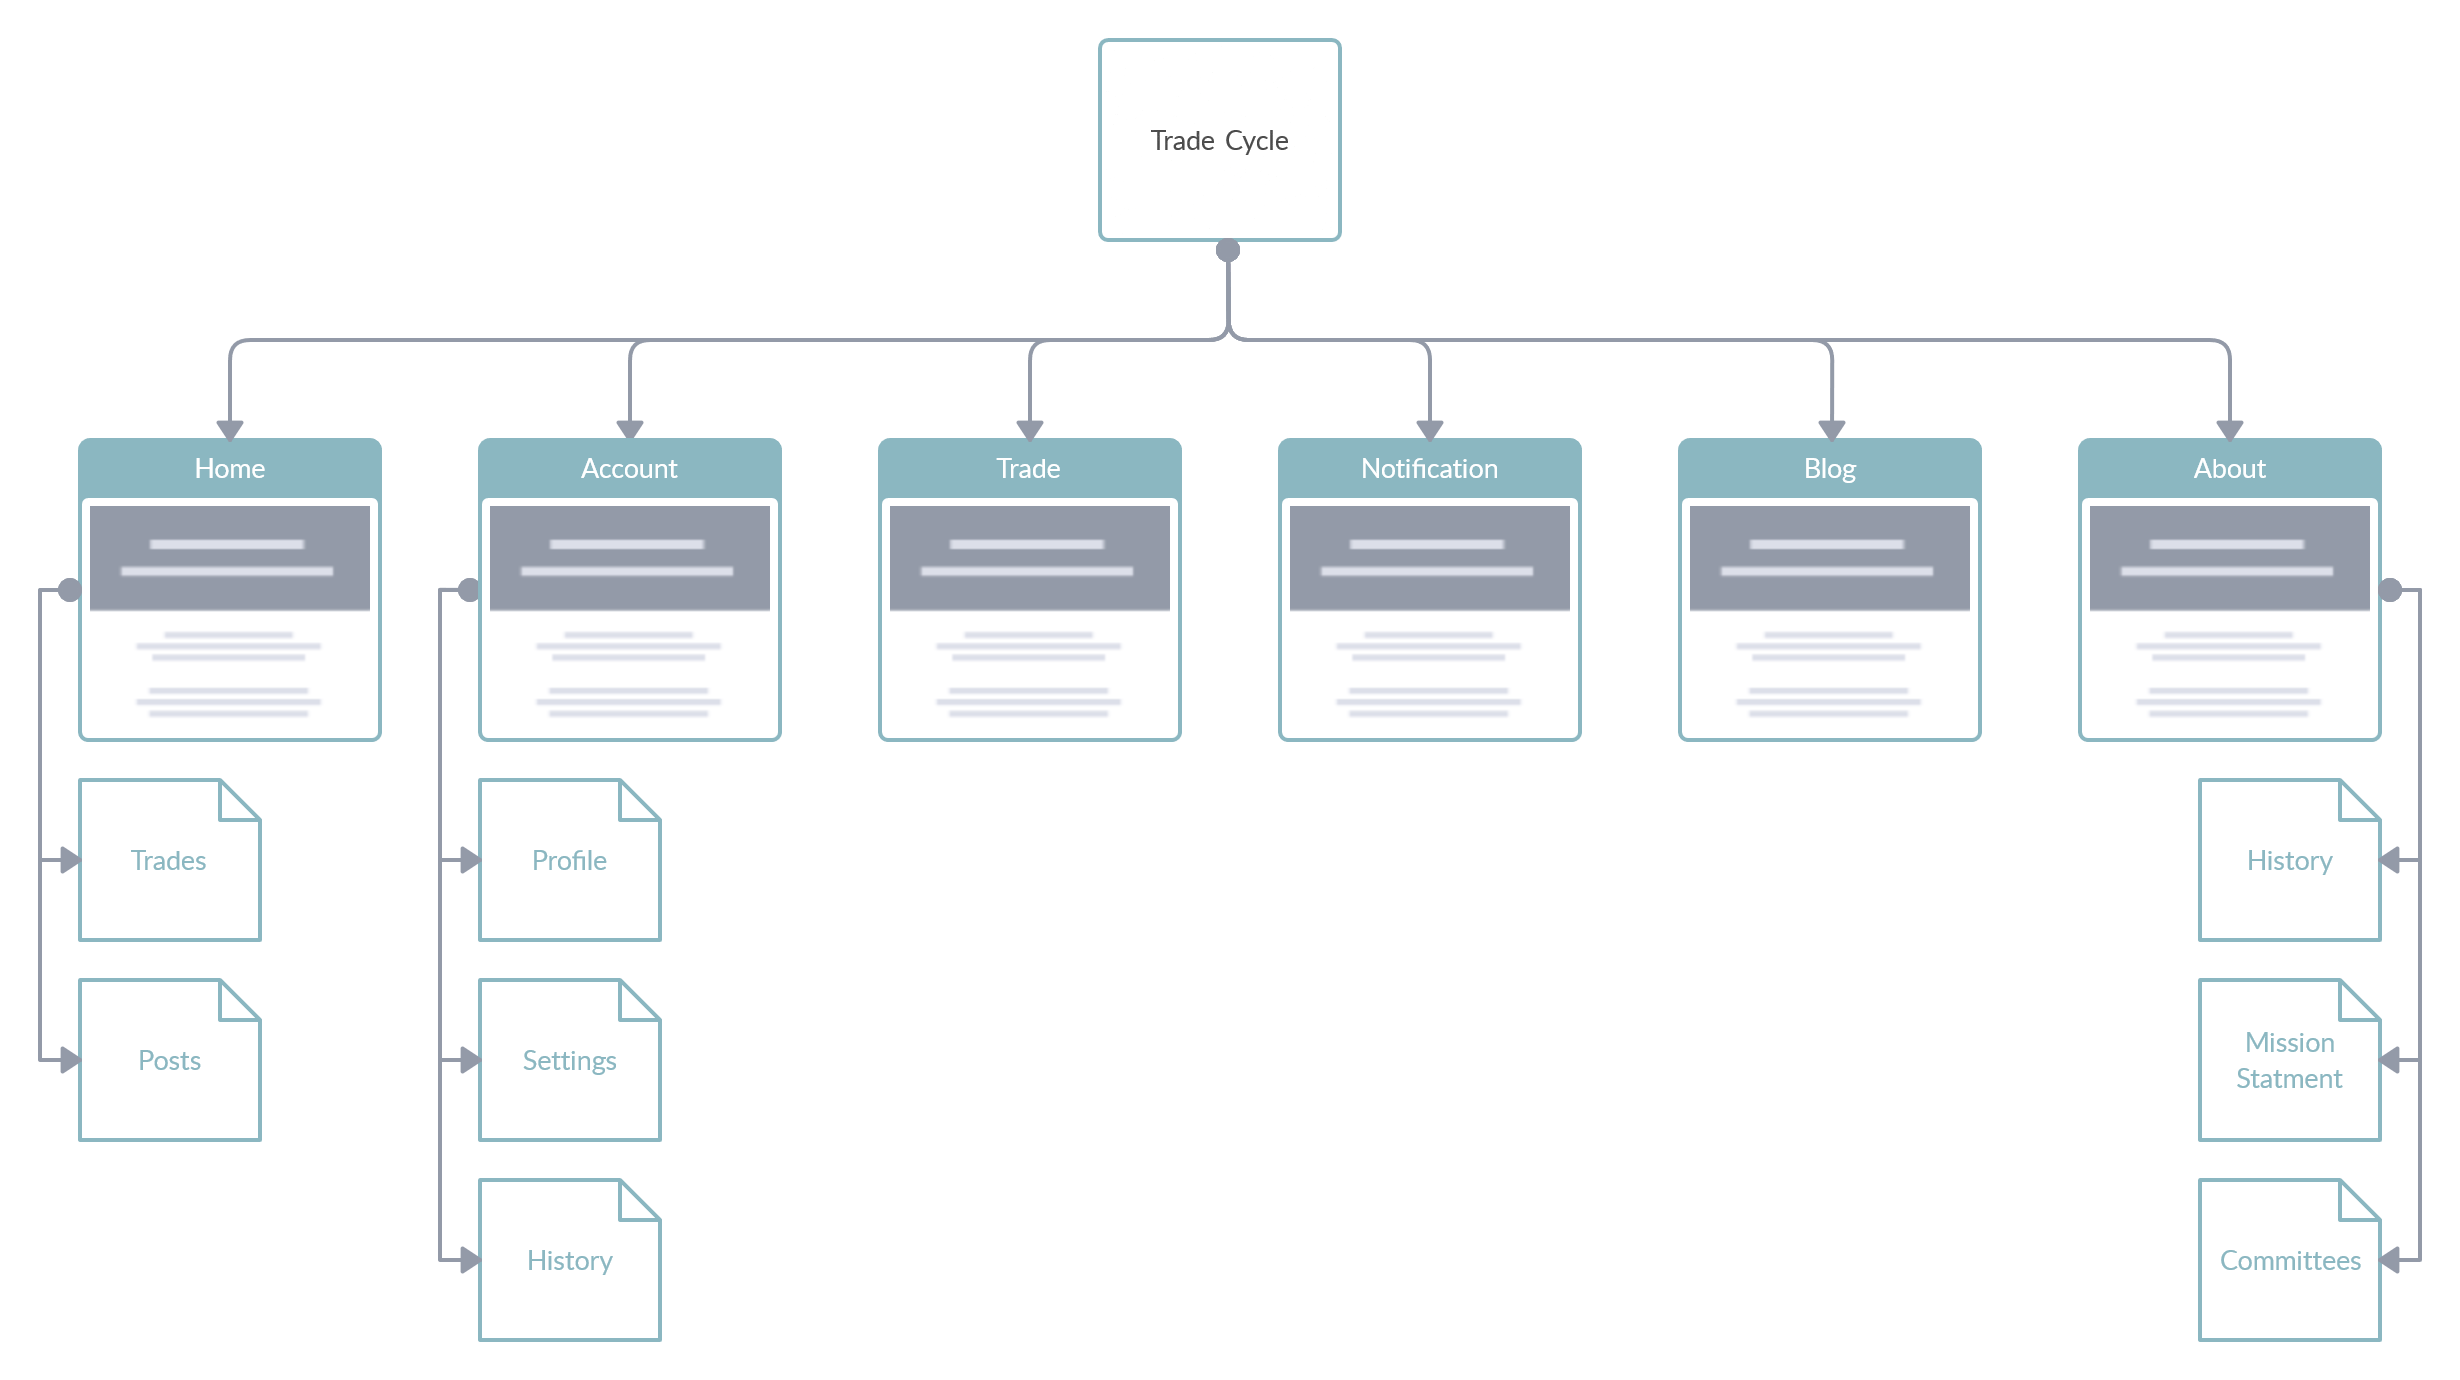 Trade Cycle
Home
Account
Trade
Notification
Blog
About
Trades
Profile
History
Posts
Settings
Mission
Statment
History
Committees